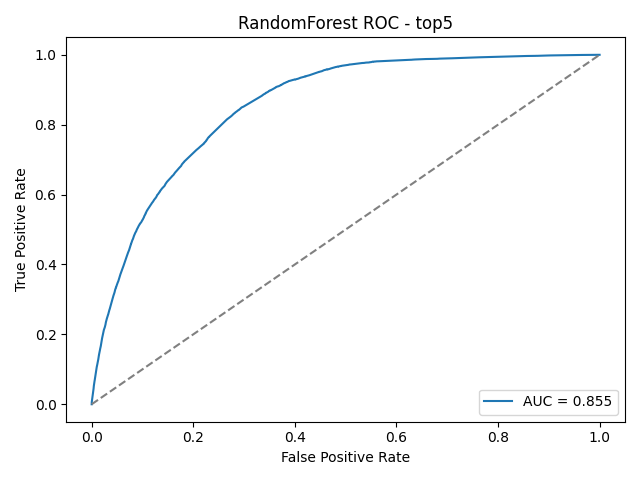 RandomForest ROC - top5
True Positive Rate
1.0
0.8
0.6
0.4
0.2
0.0
AUC = 0.855
0.0 0.2 0.4 0.6 0.8 1.0
False Positive Rate